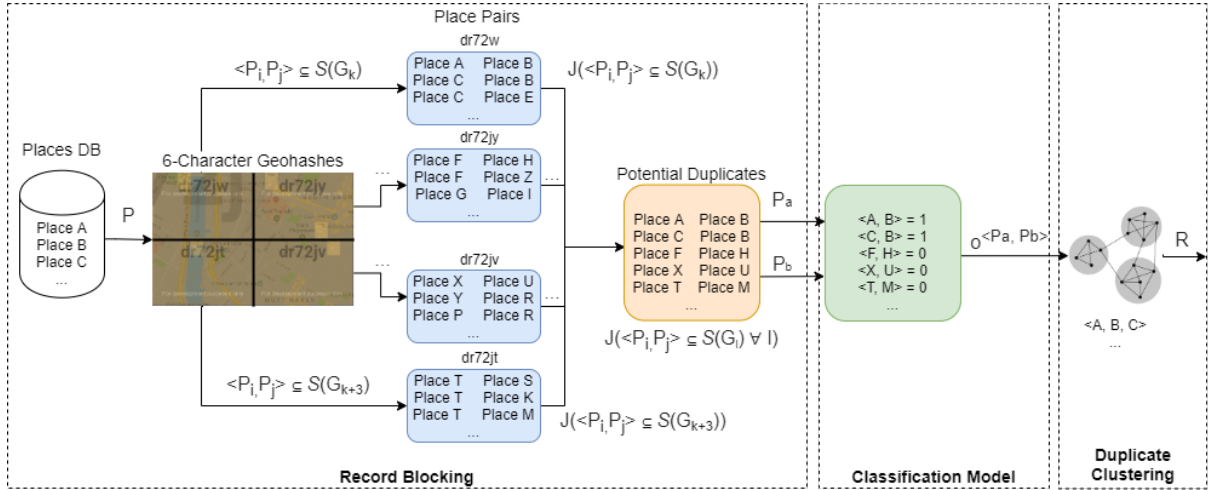 Place Pairs
dr72w
<Pi, Pj> ⊆ S(Gk)
Place A Place B
Place C Place B
Place C Place E
...
J(<Pi, Pj> ⊆ S(Gk))
dr72jy
...
Place F Place H
Place F Place Z
Place G Place I
...
...
Places DB
Place A
Place B
Place C
...
P
6-Character Geohashes
dr72jw dr72jy
dr72jt dr72jv
...
dr72jv
Place X Place U
Place Y Place R
Place P Place R
...
...
<Pi, Pj> ⊆ S(Gk+3)
dr72jt
Place T Place S
Place T Place K
Place T Place M
...
J(<Pi, Pj> ⊆ S(Gk+3))
Potential Duplicates
Place A Place B
Place C Place B
Place F Place H
Place X Place U
Place T Place M
...
J(<Pi, Pj> ⊆ S(Gl) ∀ l)
Pa
Pb
<A, B> = 1
<C, B> = 1
<F, H> = 0
<X, U> = 0
<T, M> = 0
...
o<Pa, Pb>
R
<A, B, C>
...
Record Blocking
Classification Model
Duplicate
Clustering